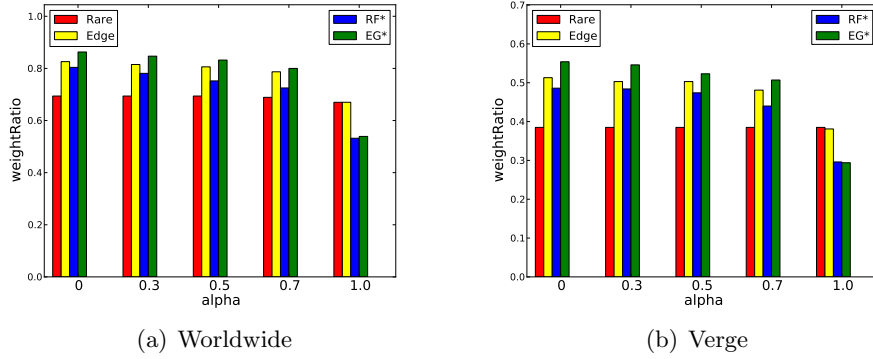 1.0
0.8
0.6
0.4
0.2
0.0
weightRatio
Rare
Edge
RF*
EG*
0 0.3 0.5 0.7 1.0
alpha
(a) Worldwide
0.7
0.6
0.5
0.4
0.3
0.2
0.1
0.0
weightRatio
Rare
Edge
RF*
EG*
0 0.3 0.5 0.7 1.0
alpha
(b) Verge